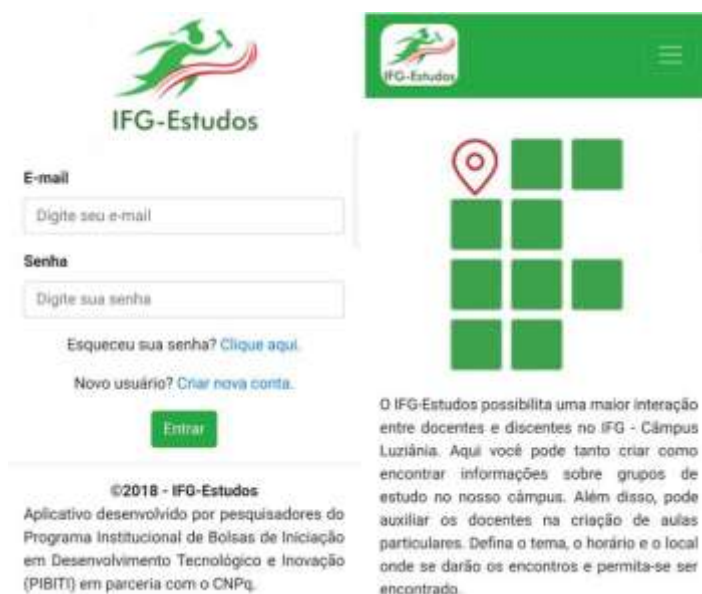 IFG-Estudos
E-mail
Digite seu e-mail
Senha
Digite sua senha
Esqueceu sua senha? Clique aqui.
Novo usuário? Criar nova conta.
Entrar
©2018 - IFG-Estudos
Aplicativo desenvolvido por pesquisadores do
Programa Institucional de Bolsas de Iniciação
em Desenvolvimento Tecnológico e Inovação
(PIBITI) em parceria com o CNPq.
IFG-Estudos
O IFG-Estudos possibilita uma maior interação
entre docentes e discentes no IFG - Câmpus
Luziânia. Aqui você pode tanto criar como
encontrar informações sobre grupos de
estudo no nosso câmpus. Além disso, pode
auxiliar os docentes na criação de aulas
particulares. Defina o tema, o horário e o local
onde se darão os encontros e permita-se ser
encontrado.